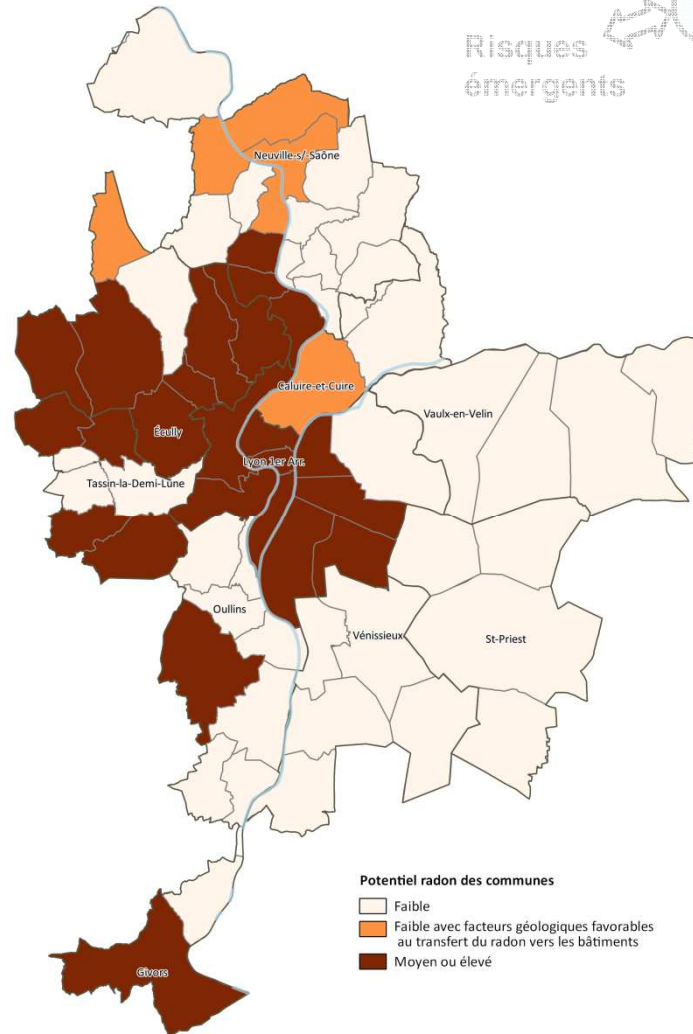 Risques
émergents
Neuville-s/-Saône
Caluire-et-Cuire
Vaulx-en-Velin
Écully
Lyon 1er Arr.
Tassin-la-Demi-Lune
Oullins
Vénissieux
St-Priest
Givors
Potentiel radon des communes
Faible
Faible avec facteurs géologiques favorables
au transfert du radon vers les bâtiments
Moyen ou élevé